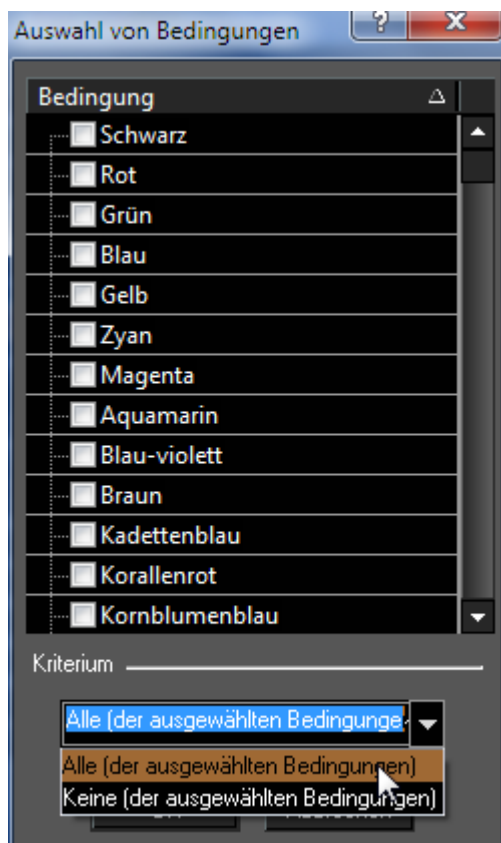 Auswahl von Bedingungen
?
X
Bedingung
Schwarz
Rot
Grün
Blau
Gelb
Zyan
Magenta
Aquamarin
Blau-violett
Braun
Kadettenblau
Korallenrot
Kornblumenblau
Kriterium
Alle (der ausgewählten Bedingunge
Alle (der ausgewählten Bedingungen)
Keine (der ausgewählten Bedingungen)